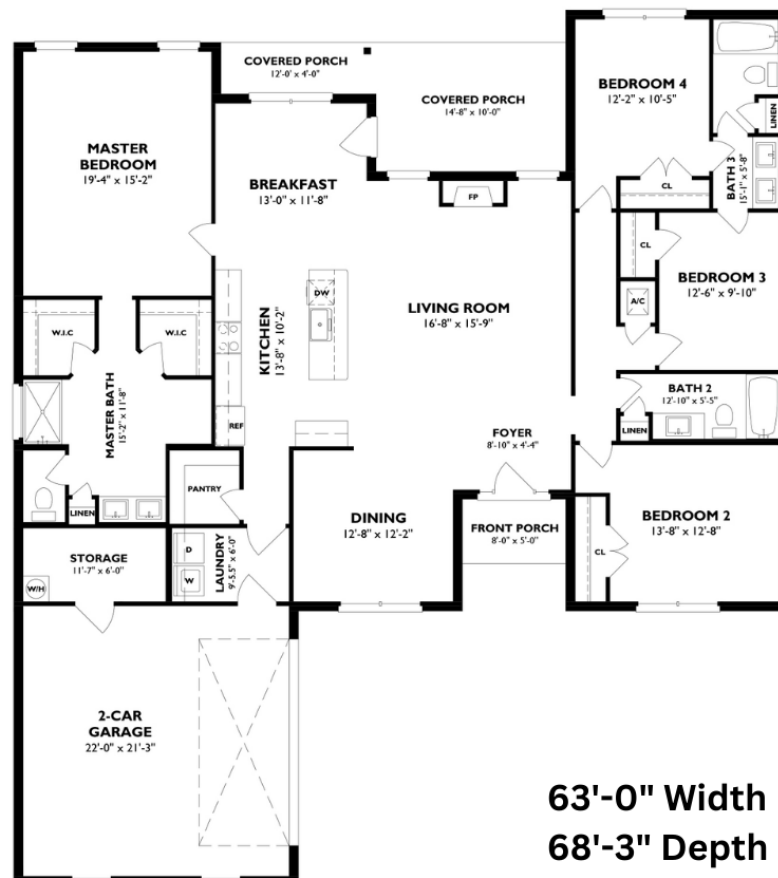 COVERED PORCH
12'-0" x 4'-0"
COVERED PORCH
14'-8" x 10'-0"
BEDROOM 4
12'-2" x 10'-5"
LINEN
MASTER
BEDROOM
19'-4" x 15'-2"
BREAKFAST
13'-0" x 11'-8"
FP
CL
BATH 3
15'-1" x 5'-8"
CL
BEDROOM 3
12'-6" x 9'-10"
A/C
DW
LIVING ROOM
16'-8" x 15'-9"
W.I.C
W.I.C
KITCHEN
13'-8" x 10'-2"
MASTER BATH
15'-2" x 11'-8"
REF
BATH 2
12'-10" x 5'-5"
LINEN
FOYER
8'-10" x 4'-4"
PANTRY
LINEN
DINING
12'-8" x 12'-2"
FRONT PORCH
8'-0" x 5'-0"
BEDROOM 2
13'-8" x 12'-8"
CL
STORAGE
11'-7" x 6'-0"
W/H
D
W
LAUNDRY
9'-5.5" x 6'-0"
2-CAR
GARAGE
22'-0" x 21'-3"
63'-0" Width
68'-3" Depth